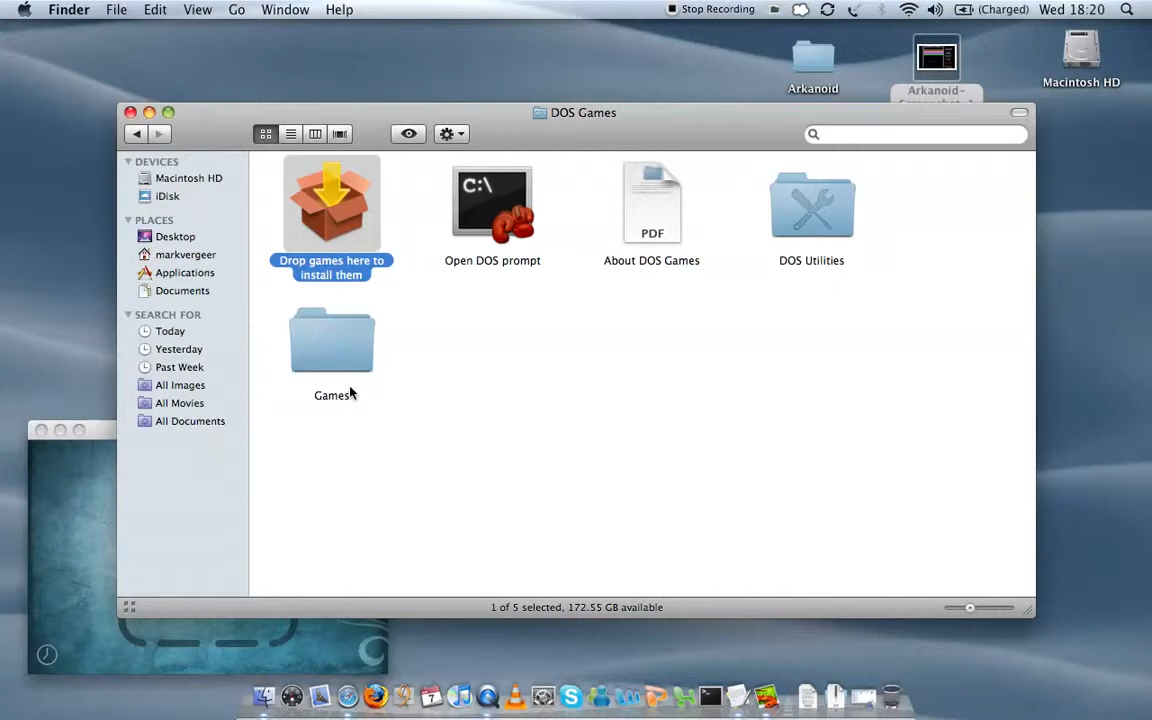 Finder File Edit View Go Window Help Stop Recording (Charged) Wed 18:20
Arkanoid
Arkanoid-
Macintosh HD
DOS Games
DEVICES
Macintosh HD
iDisk
PLACES
Desktop
markvergeer
Applications
Documents
SEARCH FOR
Today
Yesterday
Past Week
All Images
All Movies
All Documents
Drop games here to
install them
C:\
Open DOS prompt
PDF
About DOS Games
DOS Utilities
Games
1 of 5 selected, 172.55 GB available
7